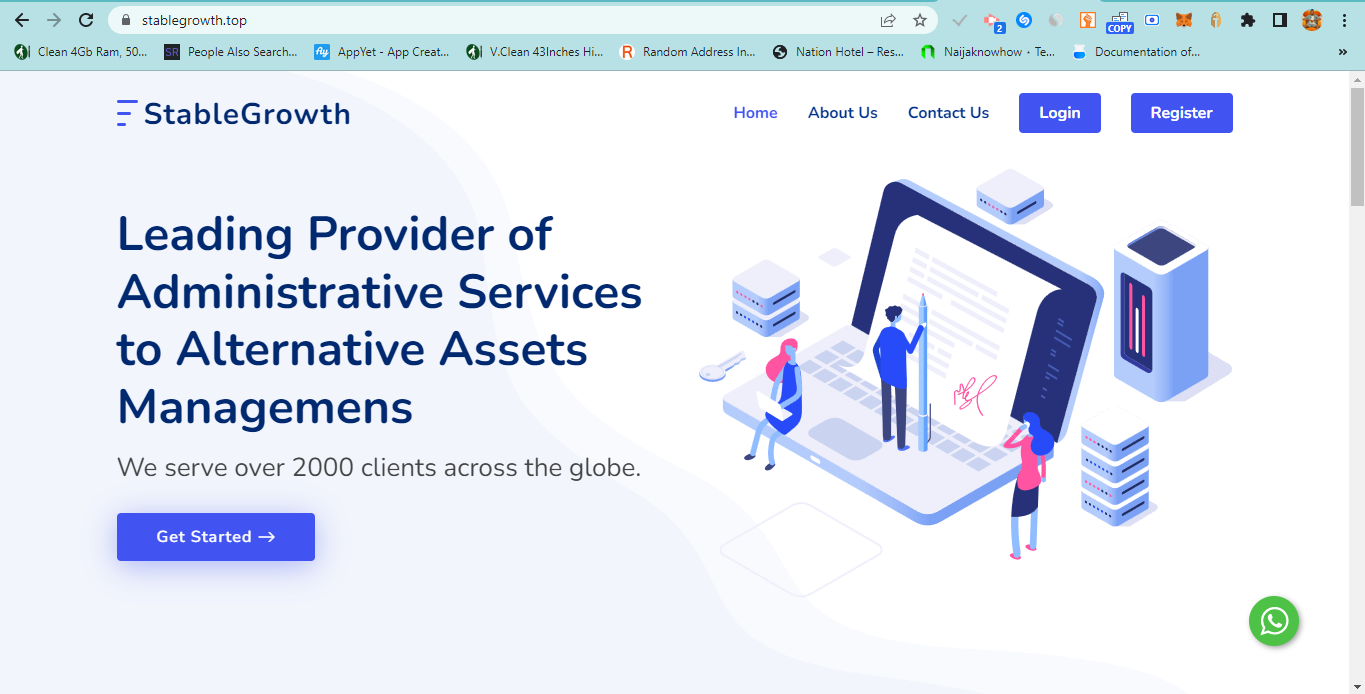 stablegrowth.top
2
COPY
Clean 4Gb Ram, 50...
SR
People Also Search...
Ay
AppYet - App Creat...
V.Clean 43Inches Hi...
R
Random Address In...
Nation Hotel – Res...
Naijaknowhow • Te...
Documentation of...
»
StableGrowth
Home
About Us
Contact Us
Login
Register
Leading Provider of
Administrative Services
to Alternative Assets
Managemens
We serve over 2000 clients across the globe.
Get Started →